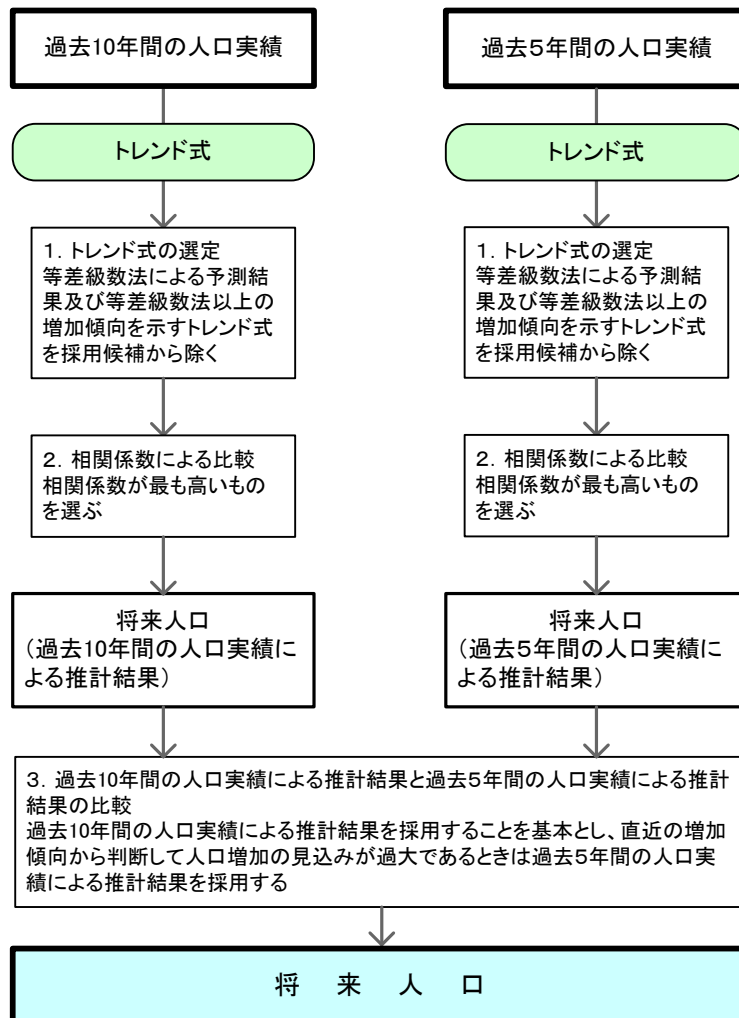 過去10年間の人口実績
過去5年間の人口実績
トレンド式
トレンド式
1．トレンド式の選定
等差級数法による予測結
果及び等差級数法以上の
増加傾向を示すトレンド式
を採用候補から除く
1．トレンド式の選定
等差級数法による予測結
果及び等差級数法以上の
増加傾向を示すトレンド式
を採用候補から除く
2．相関係数による比較
相関係数が最も高いもの
を選ぶ
2．相関係数による比較
相関係数が最も高いもの
を選ぶ
将来人口
（過去10年間の人口実績に
よる推計結果）
将来人口
（過去5年間の人口実績に
よる推計結果）
3．過去10年間の人口実績による推計結果と過去5年間の人口実績による推計
結果の比較
過去10年間の人口実績による推計結果を採用することを基本とし、直近の増加
傾向から判断して人口増加の見込みが過大であるときは過去5年間の人口実
績による推計結果を採用する
将　来　人　口